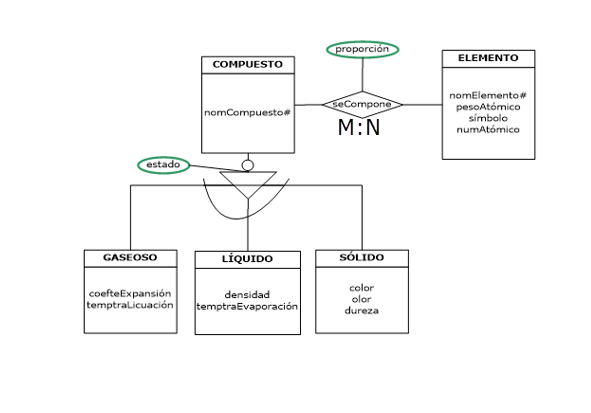 proporción
COMPUESTO
nomCompuesto#
seCompone
M:N
ELEMENTO
nomElemento#
pesoAtómico
símbolo
numAtómico
estado
GASEOSO
coefteExpansión
temptraLicuación
LÍQUIDO
densidad
temptraEvaporación
SÓLIDO
color
olor
dureza